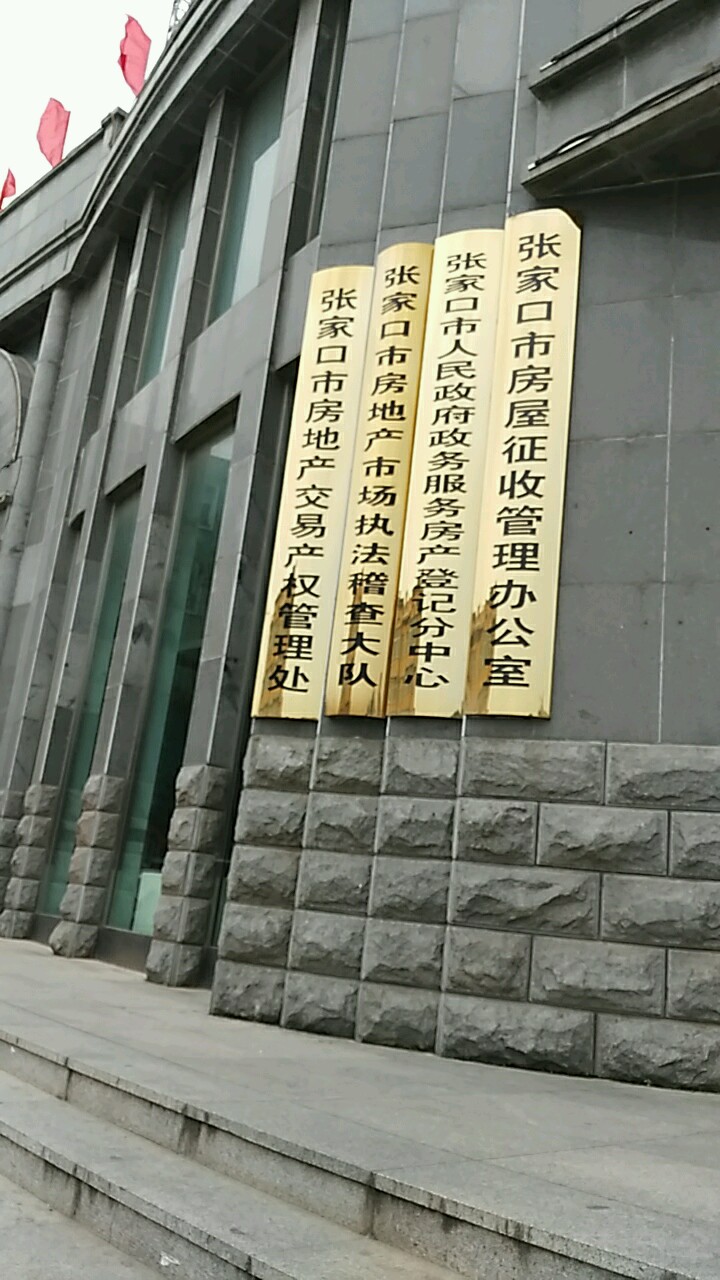 张家口市房屋征收管理办公室
张家口市人民政府政务服务房产登记分中心
张家口市房地产市场执法稽查大队
张家口市房地产交易产权管理处